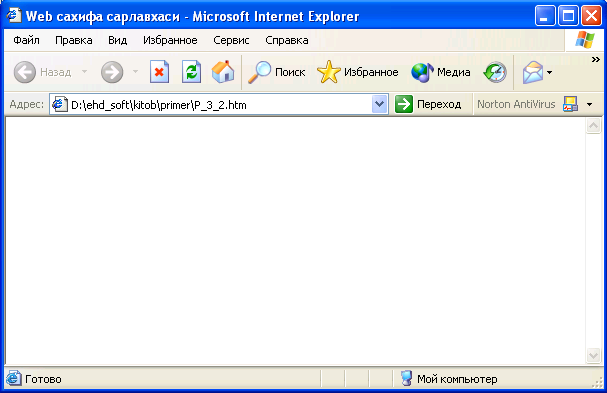 Web сахифа сарлавхаси - Microsoft Internet Explorer
Файл Правка Вид Избранное Сервис Справка
Назад Поиск Избранное Медиа
Адрес: D:\ehd_soft\kitob\primer\P_3_2.htm Переход Norton AntiVirus
Готово Мой компьютер